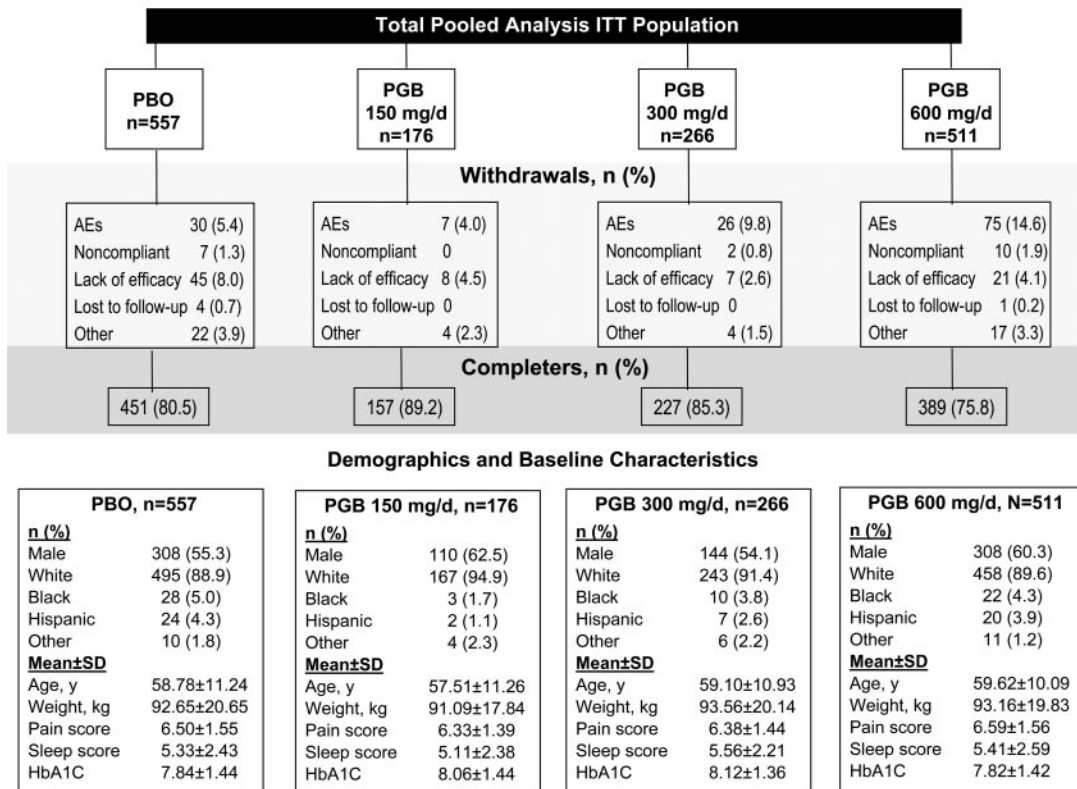 Total Pooled Analysis ITT Population
PBO
n=557
PGB
150 mg/d
n=176
PGB
300 mg/d
n=266
PGB
600 mg/d
n=511
Withdrawals, n (%)
AEs 30 (5.4)
Noncompliant 7 (1.3)
Lack of efficacy 45 (8.0)
Lost to follow-up 4 (0.7)
Other 22 (3.9)
AEs 7 (4.0)
Noncompliant 0
Lack of efficacy 8 (4.5)
Lost to follow-up 0
Other 4 (2.3)
AEs 26 (9.8)
Noncompliant 2 (0.8)
Lack of efficacy 7 (2.6)
Lost to follow-up 0
Other 4 (1.5)
AEs 75 (14.6)
Noncompliant 10 (1.9)
Lack of efficacy 21 (4.1)
Lost to follow-up 1 (0.2)
Other 17 (3.3)
Completers, n (%)
451 (80.5)
157 (89.2)
227 (85.3)
389 (75.8)
Demographics and Baseline Characteristics
PBO, n=557
n (%)
Male 308 (55.3)
White 495 (88.9)
Black 28 (5.0)
Hispanic 24 (4.3)
Other 10 (1.8)
Mean±SD
Age, y 58.78±11.24
Weight, kg 92.65±20.65
Pain score 6.50±1.55
Sleep score 5.33±2.43
HbA1C 7.84±1.44
PGB 150 mg/d, n=176
n (%)
Male 110 (62.5)
White 167 (94.9)
Black 3 (1.7)
Hispanic 2 (1.1)
Other 4 (2.3)
Mean±SD
Age, y 57.51±11.26
Weight, kg 91.09±17.84
Pain score 6.33±1.39
Sleep score 5.11±2.38
HbA1C 8.06±1.44
PGB 300 mg/d, n=266
n (%)
Male 144 (54.1)
White 243 (91.4)
Black 10 (3.8)
Hispanic 7 (2.6)
Other 6 (2.2)
Mean±SD
Age, y 59.10±10.93
Weight, kg 93.56±20.14
Pain score 6.38±1.44
Sleep score 5.56±2.21
HbA1C 8.12±1.36
PGB 600 mg/d, N=511
n (%)
Male 308 (60.3)
White 458 (89.6)
Black 22 (4.3)
Hispanic 20 (3.9)
Other 11 (1.2)
Mean±SD
Age, y 59.62±10.09
Weight, kg 93.16±19.83
Pain score 6.59±1.56
Sleep score 5.41±2.59
HbA1C 7.82±1.42